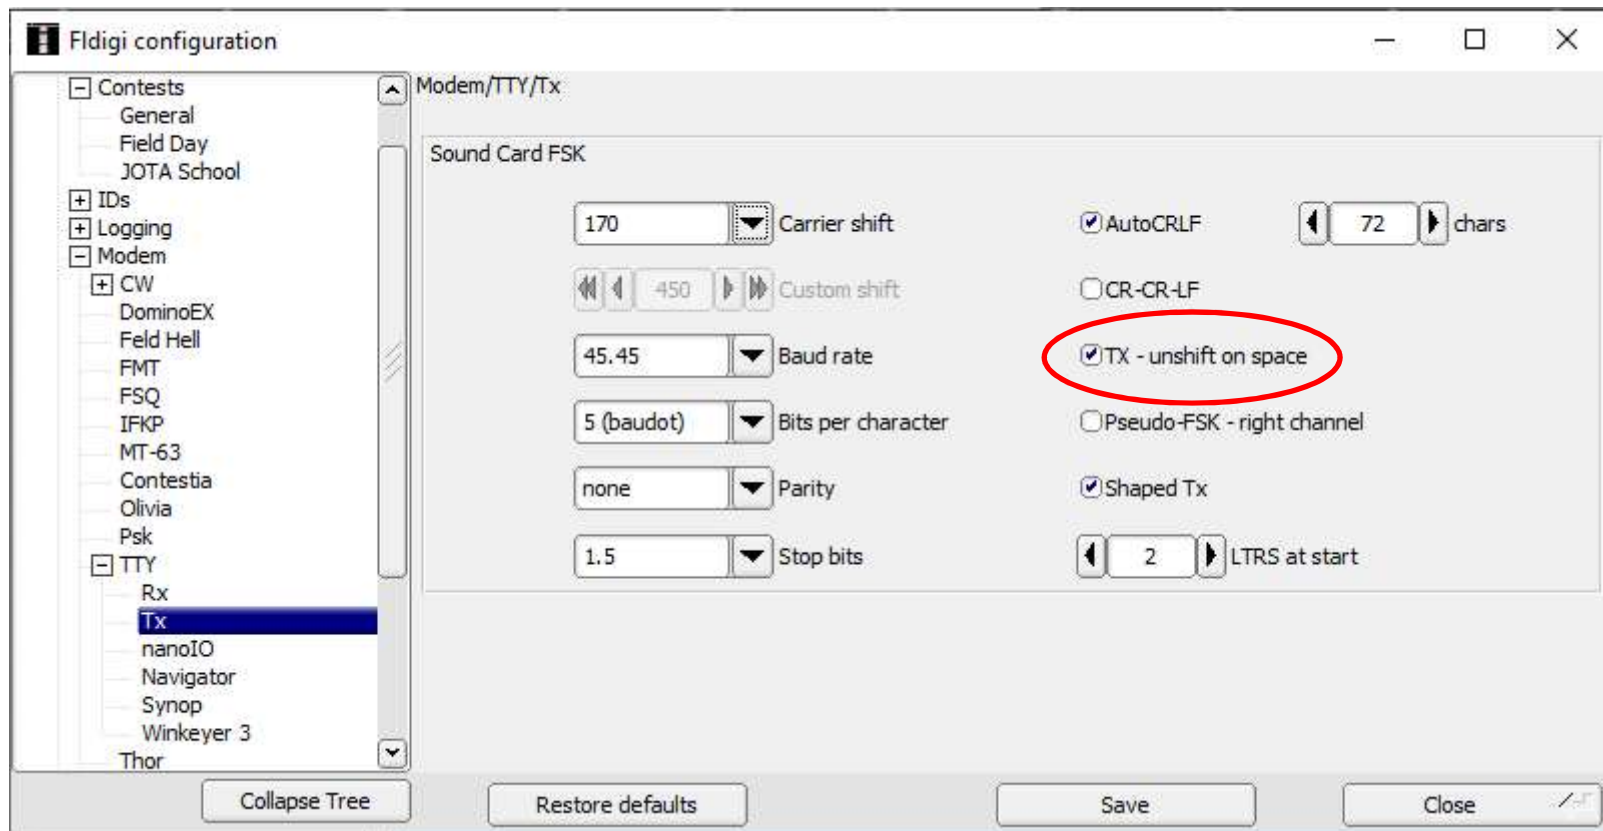 Fldigi configuration
Contests
General
Field Day
JOTA School
IDs
Logging
Modem
CW
DominoEX
Feld Hell
FMT
FSQ
IFKP
MT-63
Contestia
Olivia
Psk
TTY
Rx
Tx
nanoIO
Navigator
Synop
Winkeyer 3
Thor
Collapse Tree
Modem/TTY/Tx
Sound Card FSK
170 Carrier shift
AutoCRLF 72 chars
450 Custom shift
CR-CR-LF
45.45 Baud rate
TX - unshift on space
5 (baudot) Bits per character
Pseudo-FSK - right channel
none Parity
Shaped Tx
1.5 Stop bits
2 LTRS at start
Restore defaults
Save
Close